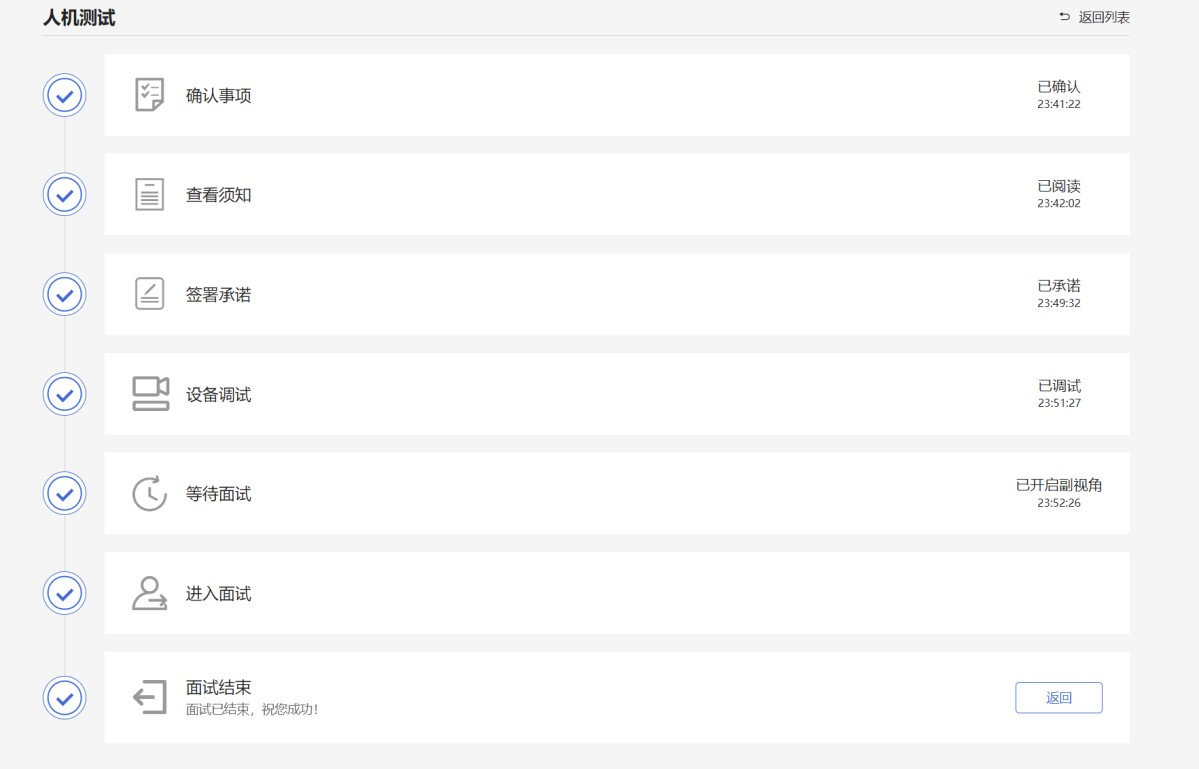 人机测试
返回列表
确认事项
已确认
23:41:22
查看须知
已阅读
23:42:02
签署承诺
已承诺
23:49:32
设备调试
已调试
23:51:27
等待面试
已开启副视角
23:52:26
进入面试
面试结束
面试已结束，祝您成功！
返回